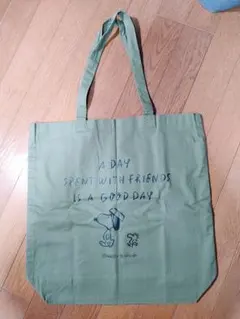 A DAY
SPENT WITH FRIENDS
IS A GOOD DAY!